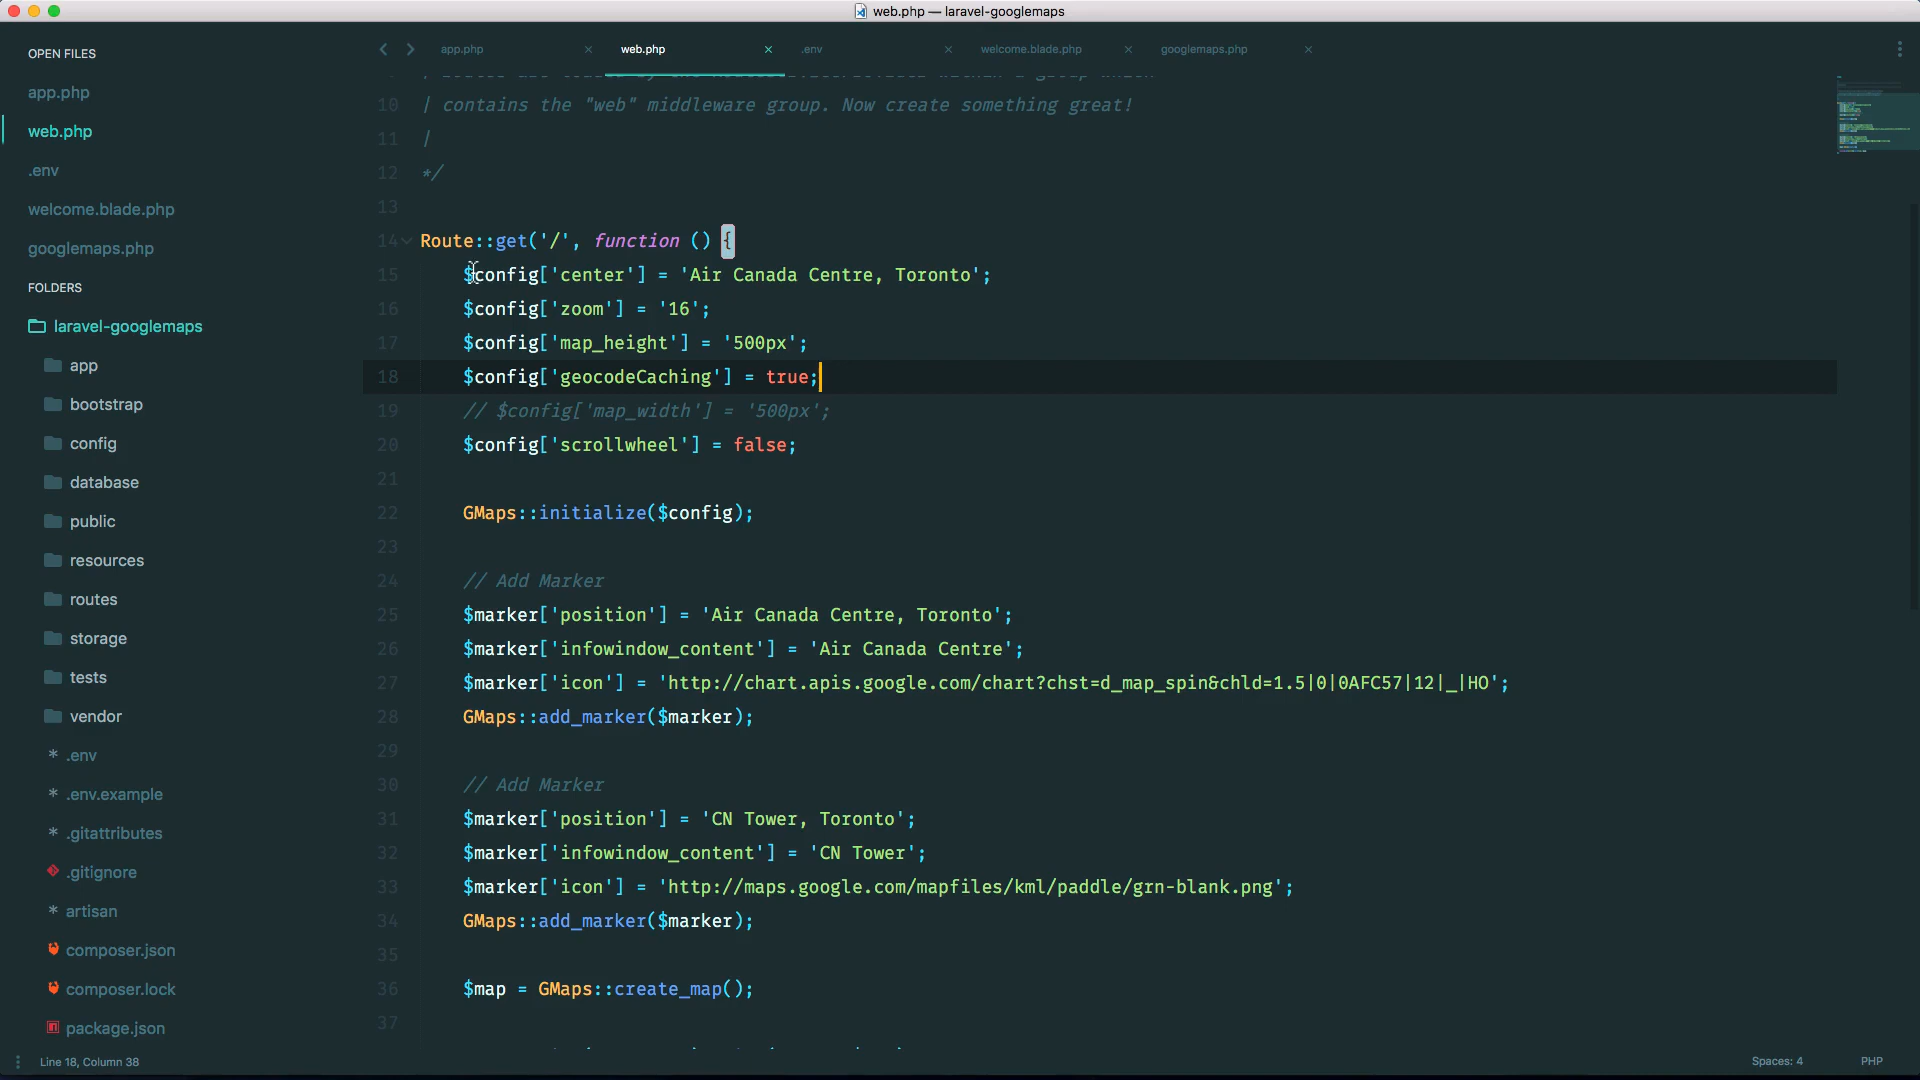 web.php — laravel-googlemaps
OPEN FILES
app.php
web.php
.env
welcome.blade.php
googlemaps.php
FOLDERS
laravel-googlemaps
app
bootstrap
config
database
public
resources
routes
storage
tests
vendor
* .env
* .env.example
* .gitattributes
.gitignore
* artisan
composer.json
composer.lock
package.json
app.php
web.php
.env
welcome.blade.php
googlemaps.php
10 | contains the "web" middleware group. Now create something great!
11 |
12 */
13
14 Route::get('/', function () {
15 $config['center'] = 'Air Canada Centre, Toronto';
16 $config['zoom'] = '16';
17 $config['map_height'] = '500px';
18 $config['geocodeCaching'] = true;
19 // $config['map_width'] = '500px';
20 $config['scrollwheel'] = false;
21
22 GMaps::initialize($config);
23
24 // Add Marker
25 $marker['position'] = 'Air Canada Centre, Toronto';
26 $marker['infowindow_content'] = 'Air Canada Centre';
27 $marker['icon'] = 'http://chart.apis.google.com/chart?chst=d_map_spin&chld=1.5|0|0AFC57|12|_|HO';
28 GMaps::add_marker($marker);
29
30 // Add Marker
31 $marker['position'] = 'CN Tower, Toronto';
32 $marker['infowindow_content'] = 'CN Tower';
33 $marker['icon'] = 'http://maps.google.com/mapfiles/kml/paddle/grn-blank.png';
34 GMaps::add_marker($marker);
35
36 $map = GMaps::create_map();
37
Line 18, Column 38
Spaces: 4
PHP